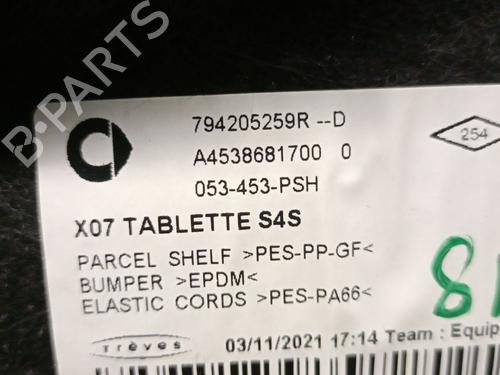 794205259R --D
A4538681700 0
254
053-453-PSH
X07 TABLETTE S4S
PARCEL SHELF >PES-PP-GF<
BUMPER >EPDM<
ELASTIC CORDS >PES-PA66<
Trèves 03/11/2021 17:14 Team : Equip
B-PARTS